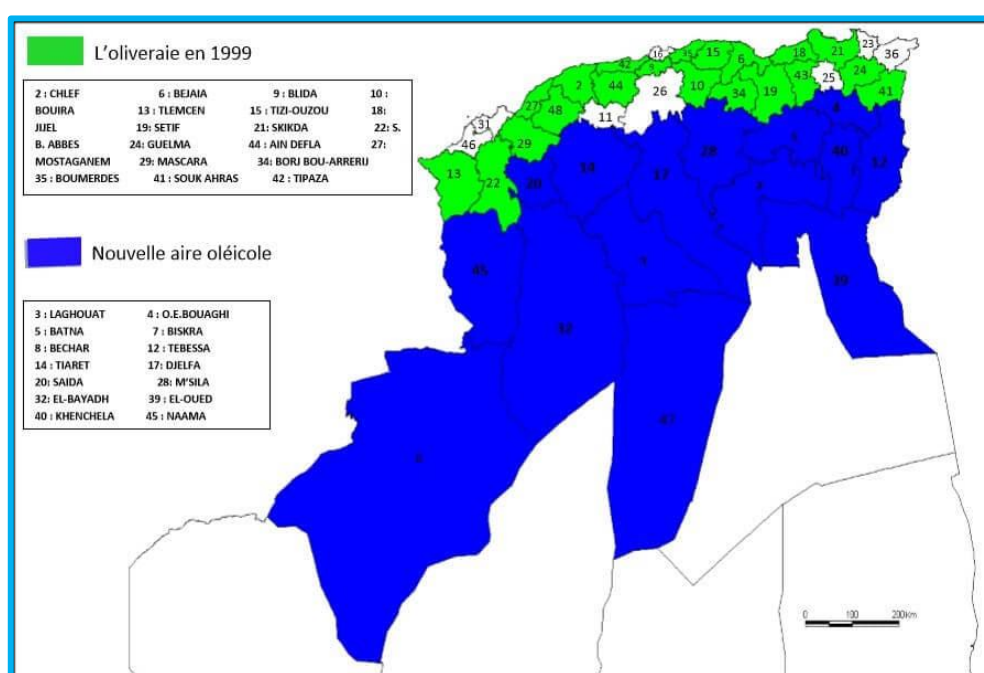 L'oliveraie en 1999
2 : CHLEF 6 : BEJAIA 9 : BLIDA 10 :
BOUIRA 13 : TLEMCEN 15 : TIZI-OUZOU 18:
JIJEL 19: SETIF 21: SKIKDA 22: S.
B. ABBES 24: GUELMA 44 : AIN DEFLA 27:
MOSTAGANEM 29: MASCARA 34: BORJ BOU-ARRERIJ
35 : BOUMERDES 41 : SOUK AHRAS 42 : TIPAZA
Nouvelle aire oléicole
3 : LAGHOUAT 4 : O.E.BOUAGHI
5 : BATNA 7 : BISKRA
8 : BECHAR 12 : TEBESSA
14 : TIARET 17: DJELFA
20: SAIDA 28: M'SILA
32: EL-BAYADH 39 : EL-OUED
40 : KHENCHELA 45 : NAAMA
16 35 15 18 21 23 36
42 6 24
2 44 26 10 34 19 43 25 41
27 48 11
31 46 29
13 22
20 14 17 28 40 12
45 32 39
47
0 100 200Km